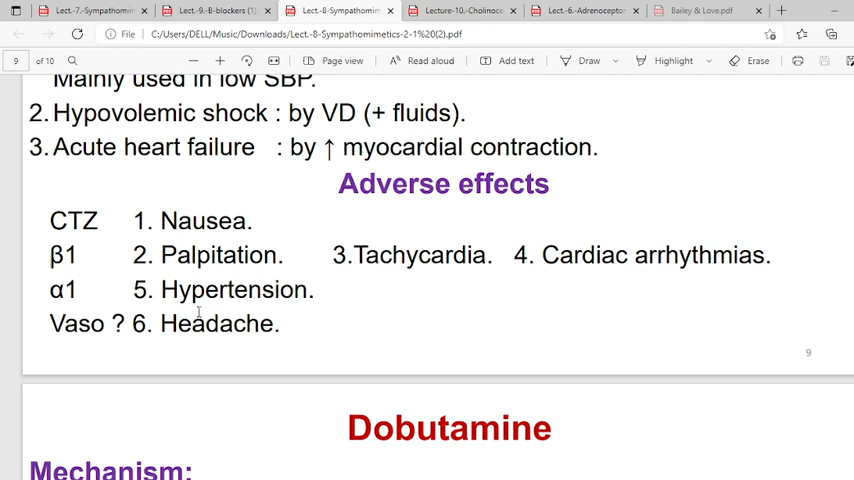 Lect.-7.-Sympathomim
Lect.-9.-B-blockers (1)
Lect.-8-Sympathomim
Lecture-10.-Cholinoce
Lect.-6.-Adrenoceptor
Bailey & Love.pdf
File C:/Users/DELL/Music/Downloads/Lect.-8-Sympathomimetics-2-1%20(2).pdf
9 of 10 Page view Read aloud Add text Draw Highlight Erase
Mainly used in low SBP.
2. Hypovolemic shock : by VD (+ fluids).
3. Acute heart failure : by ↑ myocardial contraction.
Adverse effects
CTZ 1. Nausea.
β1 2. Palpitation. 3.Tachycardia. 4. Cardiac arrhythmias.
α1 5. Hypertension.
Vaso ? 6. Headache.
9
Dobutamine
Mechanism: